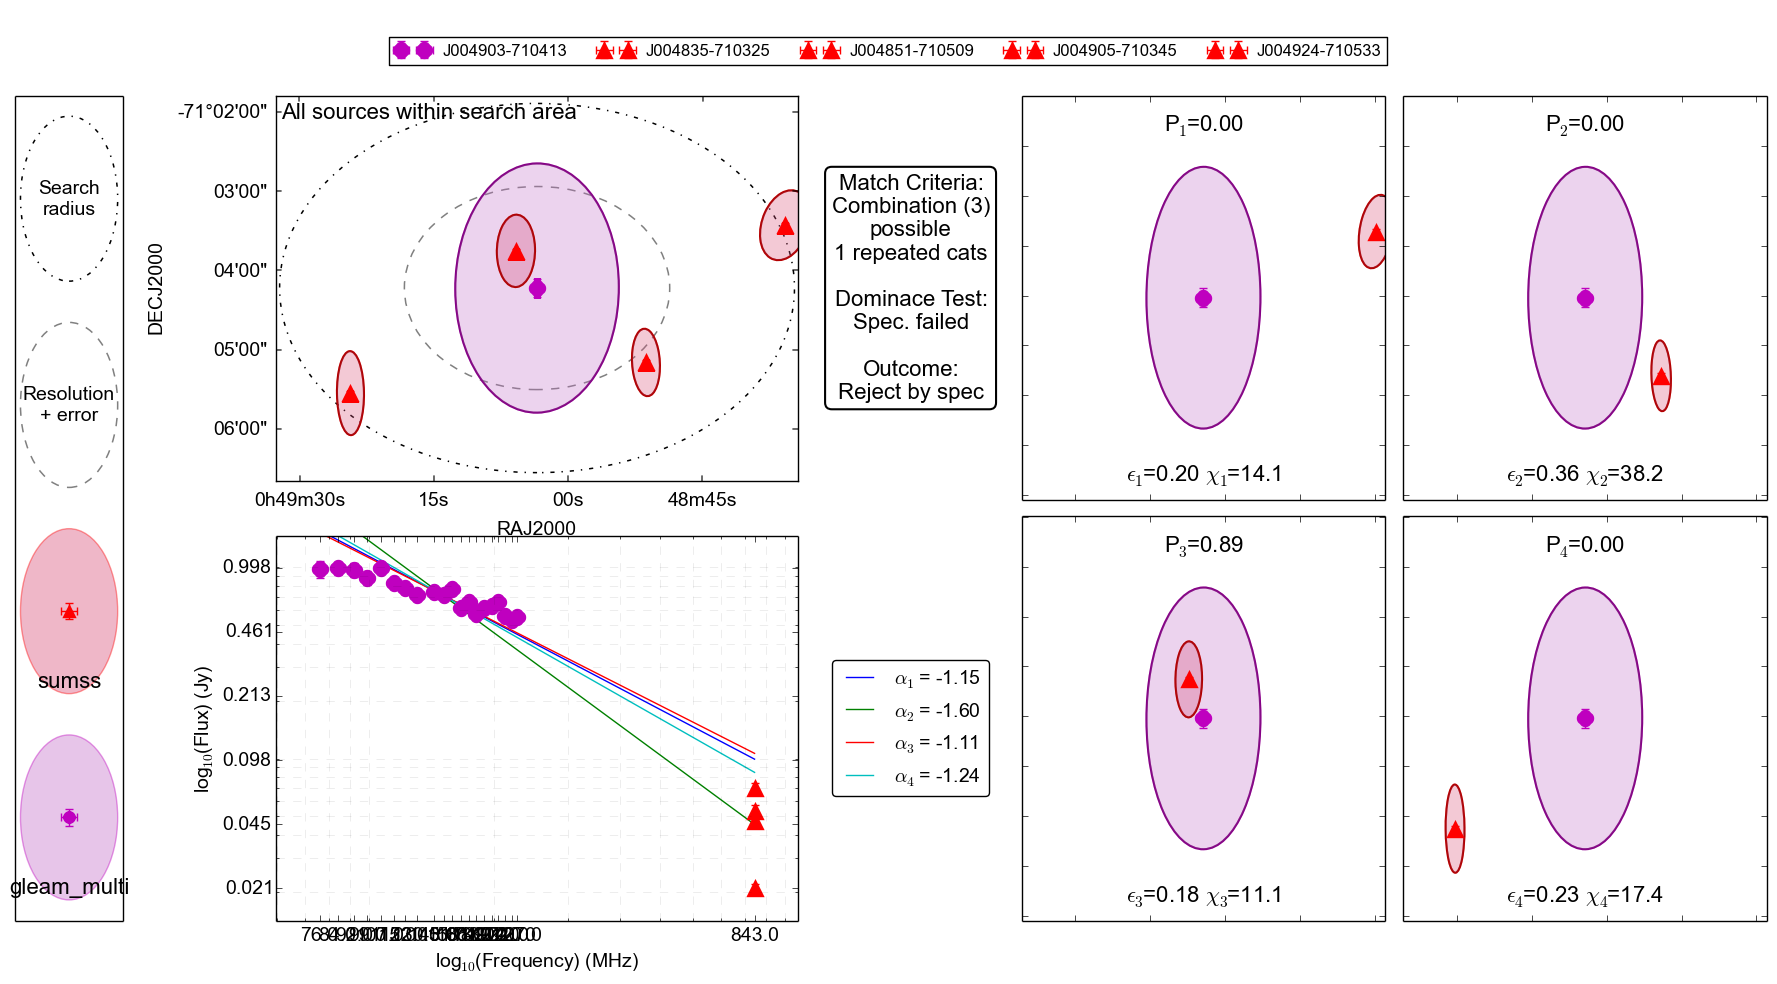 J004903-710413 J004835-710325 J004851-710509 J004905-710345 J004924-710533
Search
radius
Resolution
+ error
sumss
gleam_multi
All sources within search area
-71°02'00"
03'00"
04'00"
05'00"
06'00"
DECJ2000
0h49m30s 15s 00s 48m45s
RAJ2000
Match Criteria:
Combination (3)
possible
1 repeated cats
Dominace Test:
Spec. failed
Outcome:
Reject by spec
P₁=0.00
ϵ₁=0.20 χ₁=14.1
P₂=0.00
ϵ₂=0.36 χ₂=38.2
0.998
0.461
0.213
0.098
0.045
0.021
log₁₀(Flux) (Jy)
843.0
log₁₀(Frequency) (MHz)
α₁ = -1.15
α₂ = -1.60
α₃ = -1.11
α₄ = -1.24
P₃=0.89
ϵ₃=0.18 χ₃=11.1
P₄=0.00
ϵ₄=0.23 χ₄=17.4